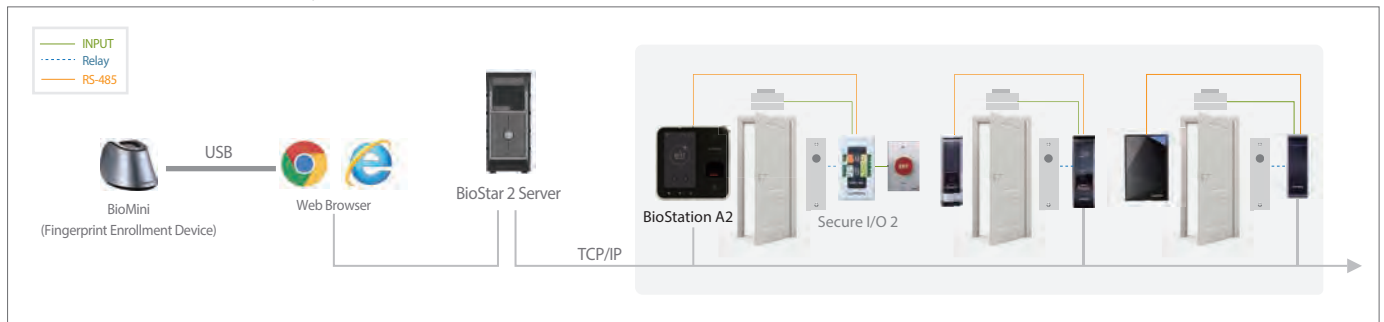 INPUT
Relay
RS-485
USB
BioMini
(Fingerprint Enrollment Device)
Web Browser
BioStar 2 Server
TCP/IP
BioStation A2
Secure I/O 2
EXIT